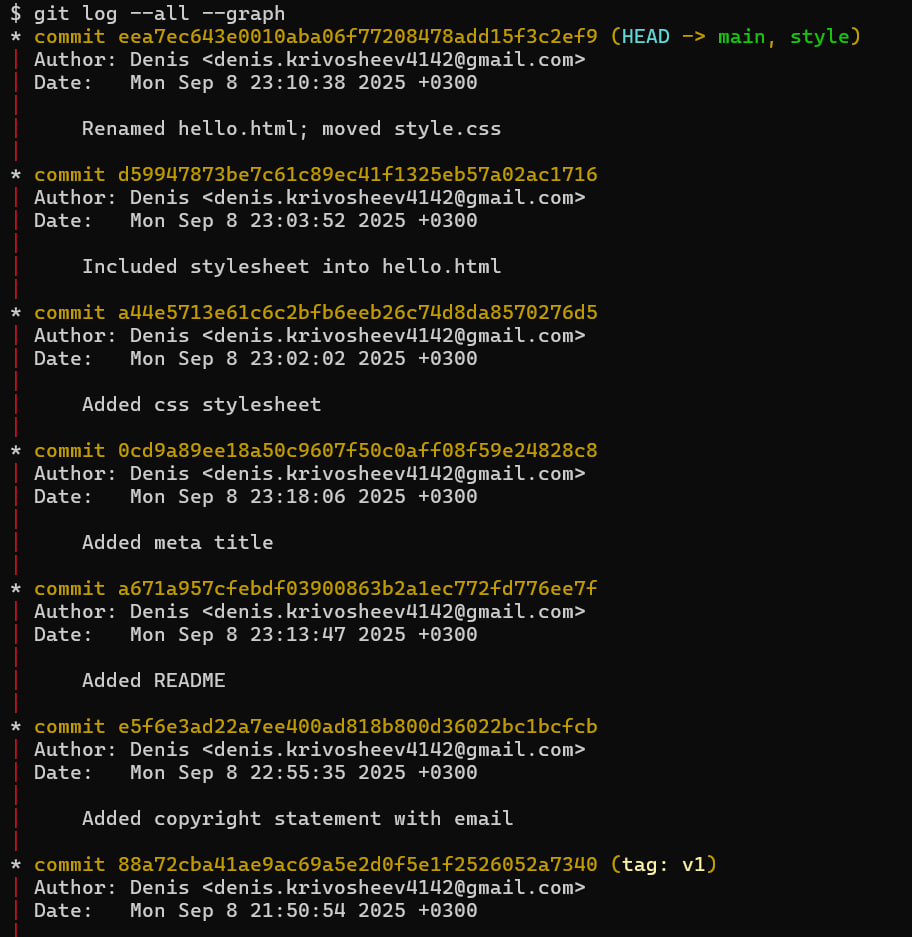 $ git log --all --graph
* commit eea7ec643e0010aba06f77208478add15f3c2ef9 (HEAD -> main, style)
| Author: Denis <denis.krivosheev4142@gmail.com>
| Date:   Mon Sep 8 23:10:38 2025 +0300
|
|     Renamed hello.html; moved style.css
|
* commit d59947873be7c61c89ec41f1325eb57a02ac1716
| Author: Denis <denis.krivosheev4142@gmail.com>
| Date:   Mon Sep 8 23:03:52 2025 +0300
|
|     Included stylesheet into hello.html
|
* commit a44e5713e61c6c2bfb6eeb26c74d8da8570276d5
| Author: Denis <denis.krivosheev4142@gmail.com>
| Date:   Mon Sep 8 23:02:02 2025 +0300
|
|     Added css stylesheet
|
* commit 0cd9a89ee18a50c9607f50c0aff08f59e24828c8
| Author: Denis <denis.krivosheev4142@gmail.com>
| Date:   Mon Sep 8 23:18:06 2025 +0300
|
|     Added meta title
|
* commit a671a957cfebdf03900863b2a1ec772fd776ee7f
| Author: Denis <denis.krivosheev4142@gmail.com>
| Date:   Mon Sep 8 23:13:47 2025 +0300
|
|     Added README
|
* commit e5f6e3ad22a7ee400ad818b800d36022bc1bcfcb
| Author: Denis <denis.krivosheev4142@gmail.com>
| Date:   Mon Sep 8 22:55:35 2025 +0300
|
|     Added copyright statement with email
|
* commit 88a72cba41ae9ac69a5e2d0f5e1f2526052a7340 (tag: v1)
| Author: Denis <denis.krivosheev4142@gmail.com>
| Date:   Mon Sep 8 21:50:54 2025 +0300
|